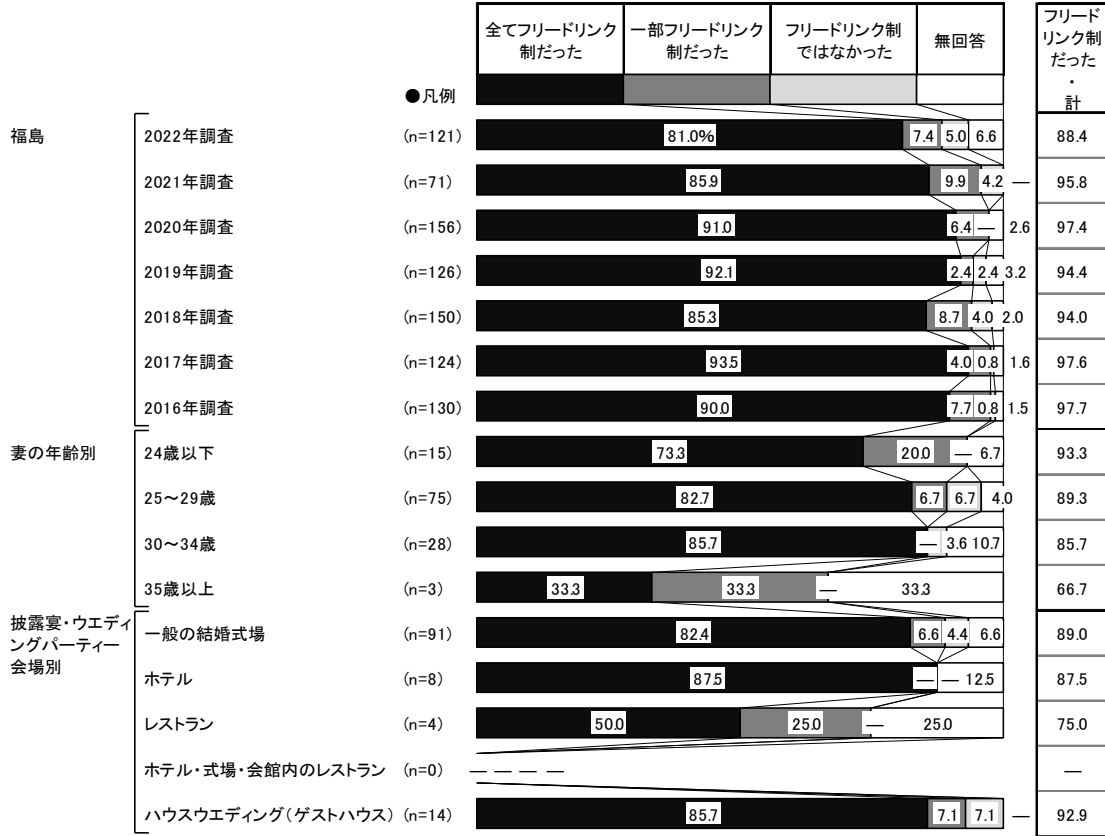 全てフリードリンク
制だった
一部フリードリンク
制だった
フリードリンク制
ではなかった
無回答
フリード
リンク制
だった
・
計
●凡例
福島
2022年調査 (n=121) 81.0% 7.4 5.0 6.6 88.4
2021年調査 (n=71) 85.9 9.9 4.2 — 95.8
2020年調査 (n=156) 91.0 6.4 — 2.6 97.4
2019年調査 (n=126) 92.1 2.4 2.4 3.2 94.4
2018年調査 (n=150) 85.3 8.7 4.0 2.0 94.0
2017年調査 (n=124) 93.5 4.0 0.8 1.6 97.6
2016年調査 (n=130) 90.0 7.7 0.8 1.5 97.7
妻の年齢別
24歳以下 (n=15) 73.3 20.0 — 6.7 93.3
25～29歳 (n=75) 82.7 6.7 6.7 4.0 89.3
30～34歳 (n=28) 85.7 — 3.6 10.7 85.7
35歳以上 (n=3) 33.3 33.3 — 33.3 66.7
披露宴・ウエディ
ングパーティー
会場別
一般の結婚式場 (n=91) 82.4 6.6 4.4 6.6 89.0
ホテル (n=8) 87.5 — — 12.5 87.5
レストラン (n=4) 50.0 25.0 — 25.0 75.0
ホテル・式場・会館内のレストラン (n=0) — — — — —
ハウスウエディング(ゲストハウス) (n=14) 85.7 7.1 7.1 — 92.9